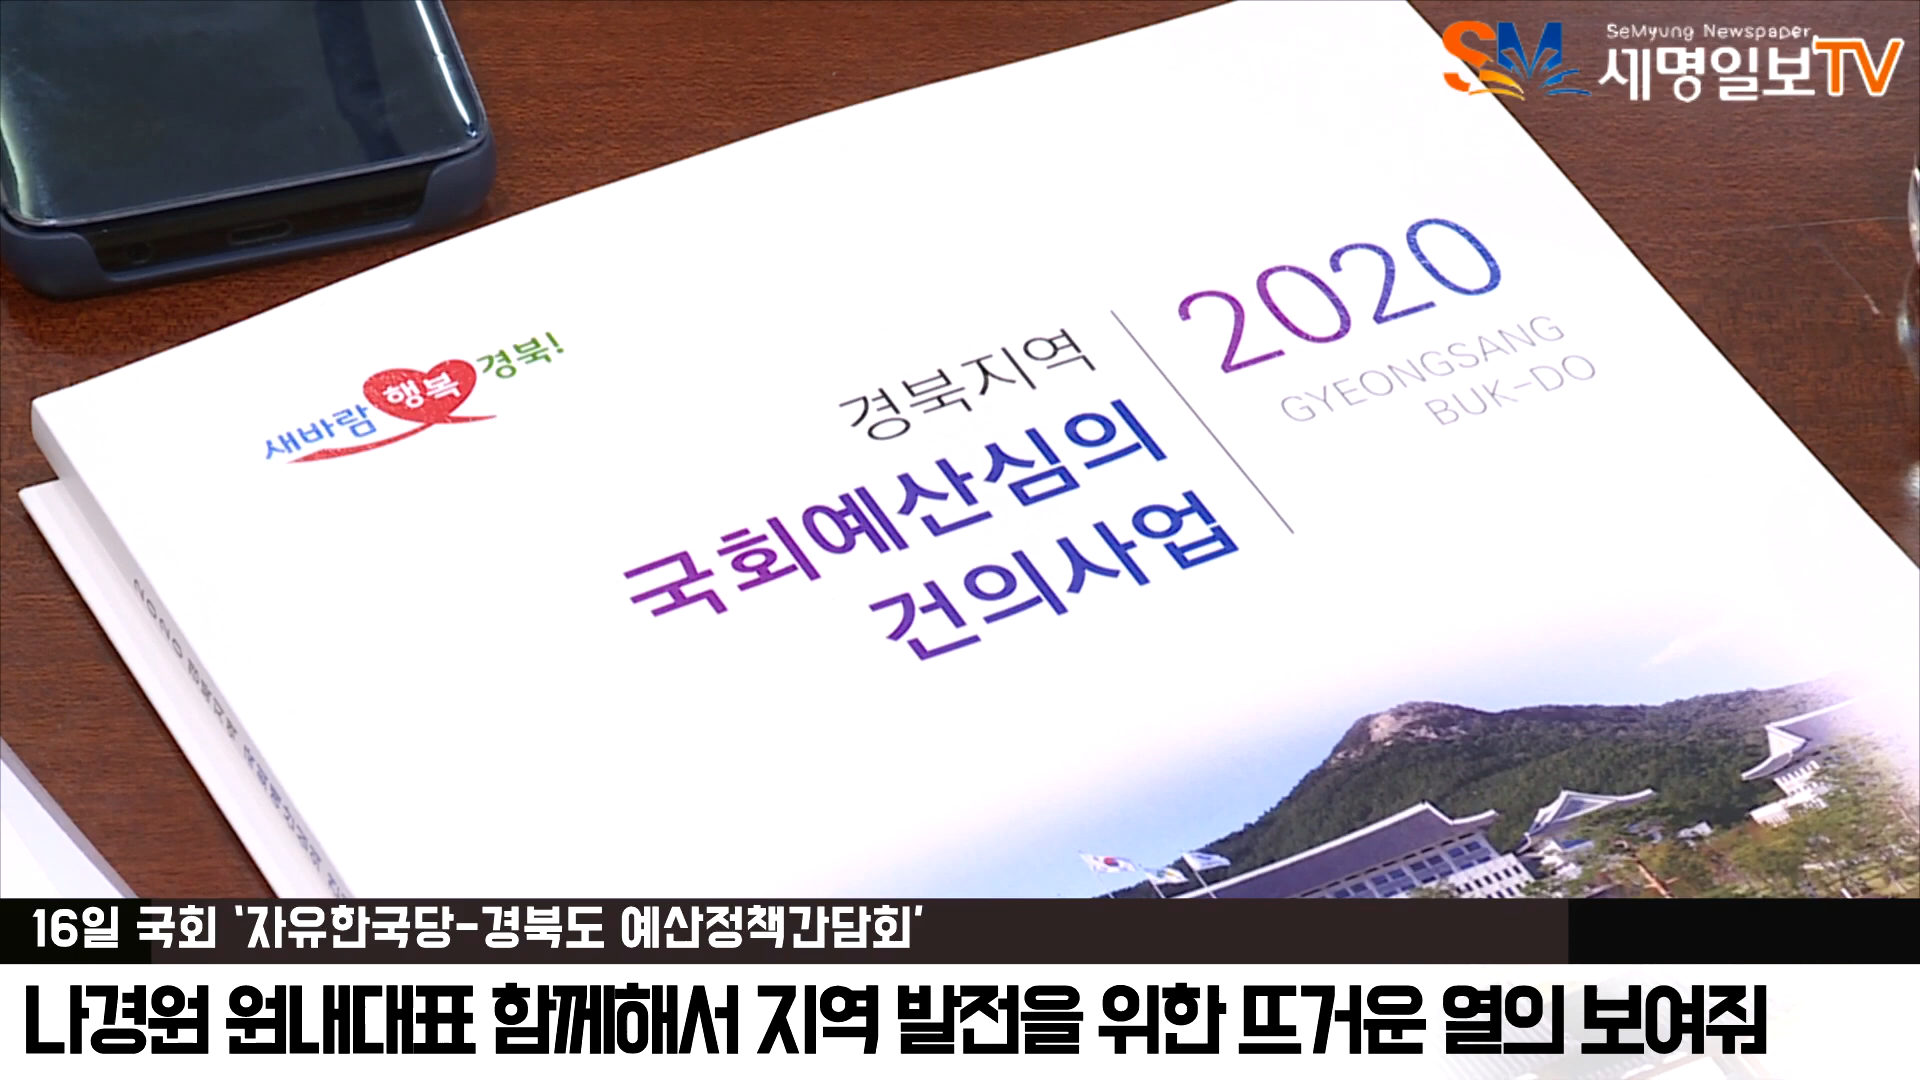 SeMyung Newspaper
SM 세명일보TV
새바람 행복 경북!
경북지역
국회예산심의
건의사업
2020
GYEONGSANG
BUK-DO
2020
16일 국회 '자유한국당-경북도 예산정책간담회'
나경원 원내대표 함께해서 지역 발전을 위한 뜨거운 열의 보여줘